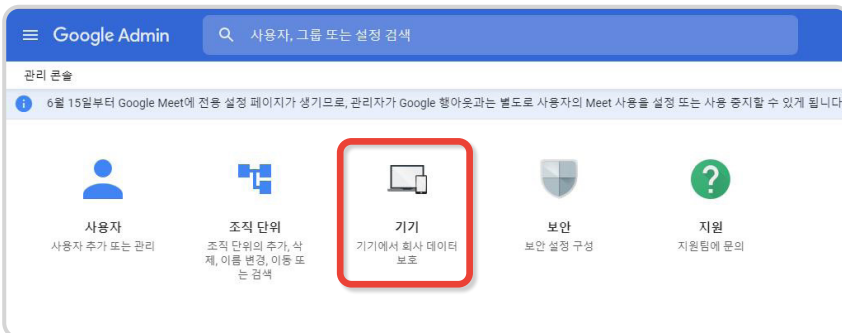 Google Admin
사용자, 그룹 또는 설정 검색
관리 콘솔
6월 15일부터 Google Meet에 전용 설정 페이지가 생기므로, 관리자가 Google 행아웃과는 별도로 사용자의 Meet 사용을 설정 또는 사용 중지할 수 있게 됩니다
사용자
사용자 추가 또는 관리
조직 단위
조직 단위의 추가, 삭
제, 이름 변경, 이동 또
는 검색
기기
기기에서 회사 데이터
보호
보안
보안 설정 구성
지원
지원팀에 문의